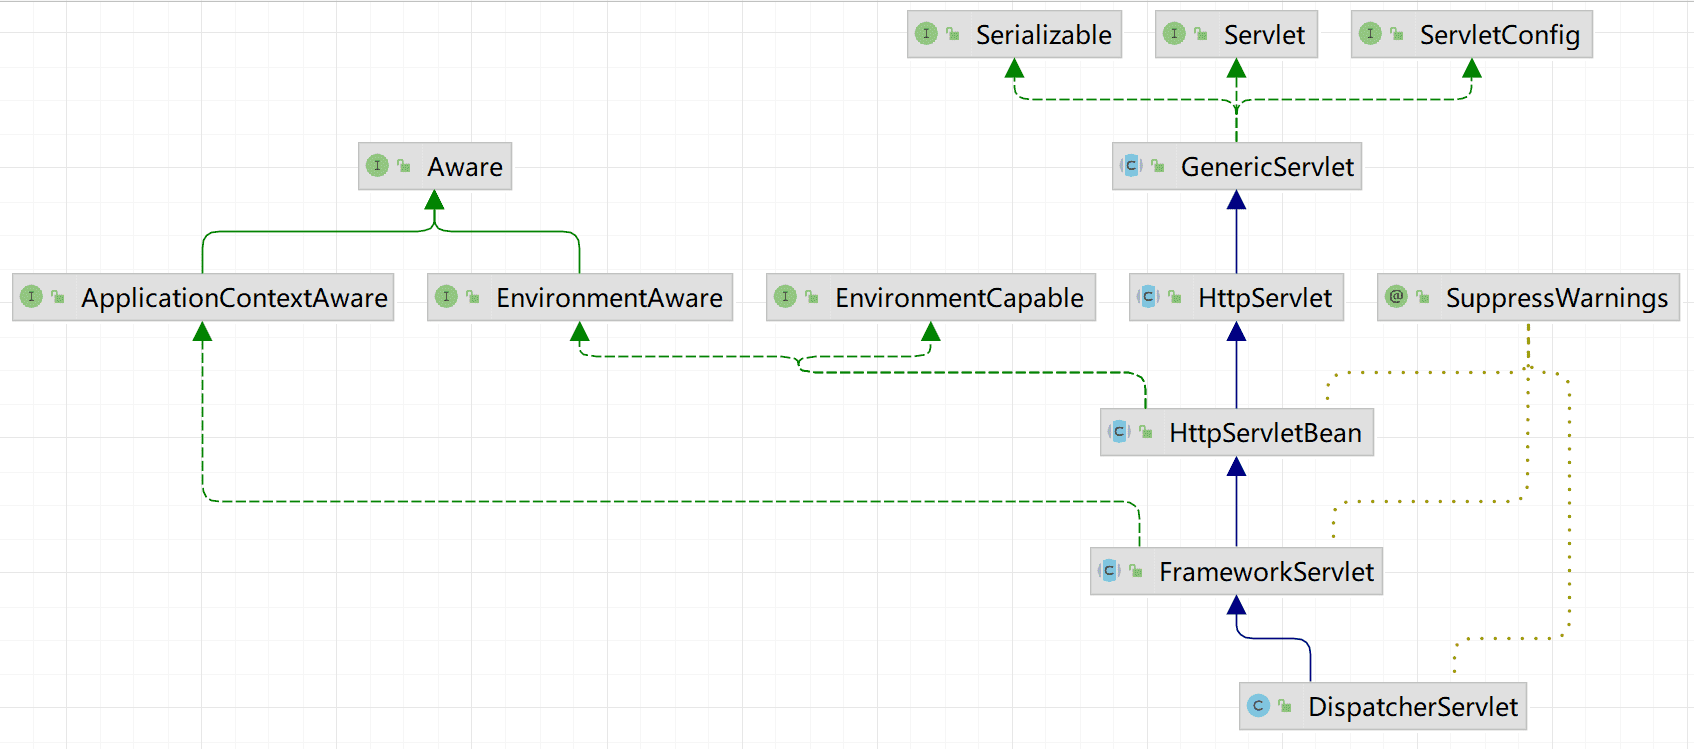 Serializable
Servlet
ServletConfig
Aware
GenericServlet
ApplicationContextAware
EnvironmentAware
EnvironmentCapable
HttpServlet
SuppressWarnings
HttpServletBean
FrameworkServlet
DispatcherServlet